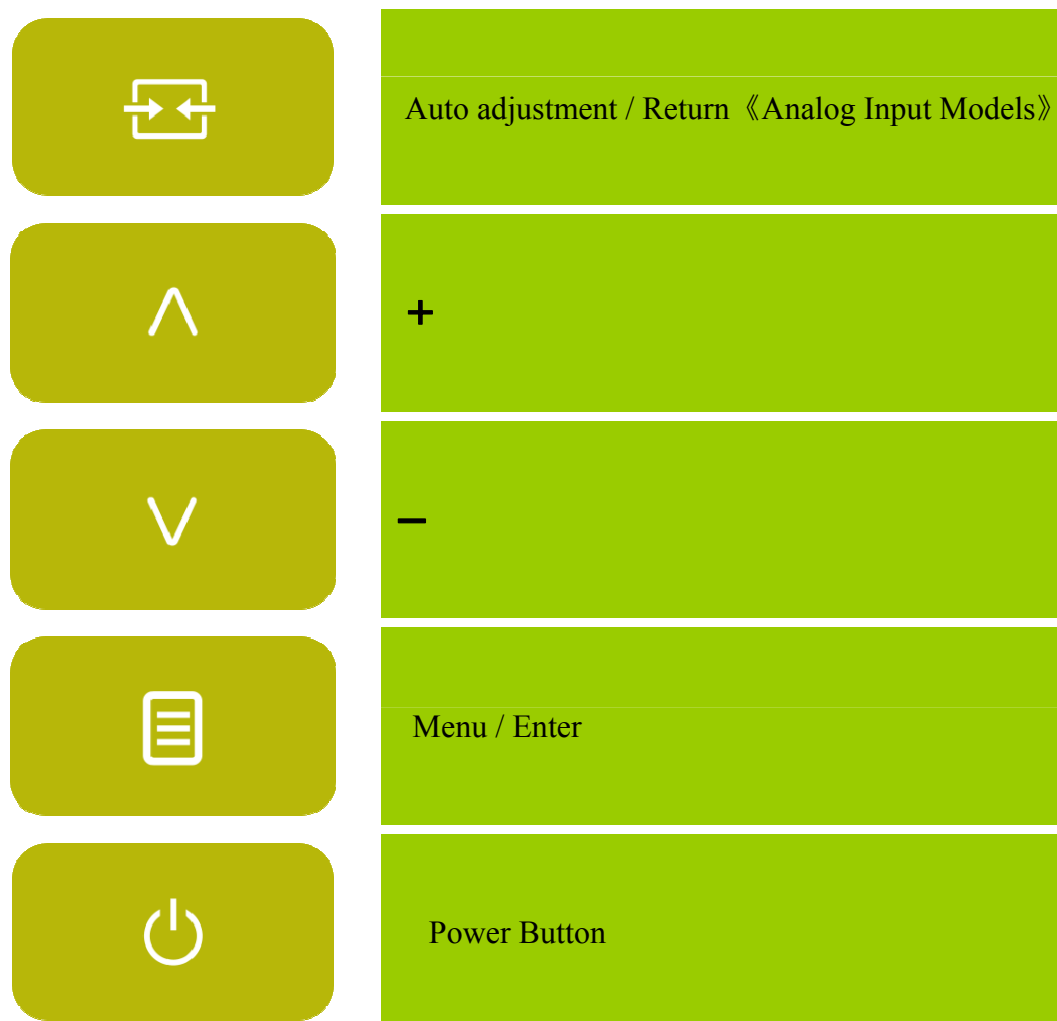 Auto adjustment / Return《Analog Input Models》
+
−
Menu / Enter
Power Button